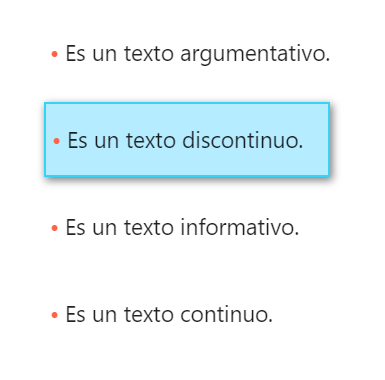 • Es un texto argumentativo.
• Es un texto discontinuo.
• Es un texto informativo.
• Es un texto continuo.